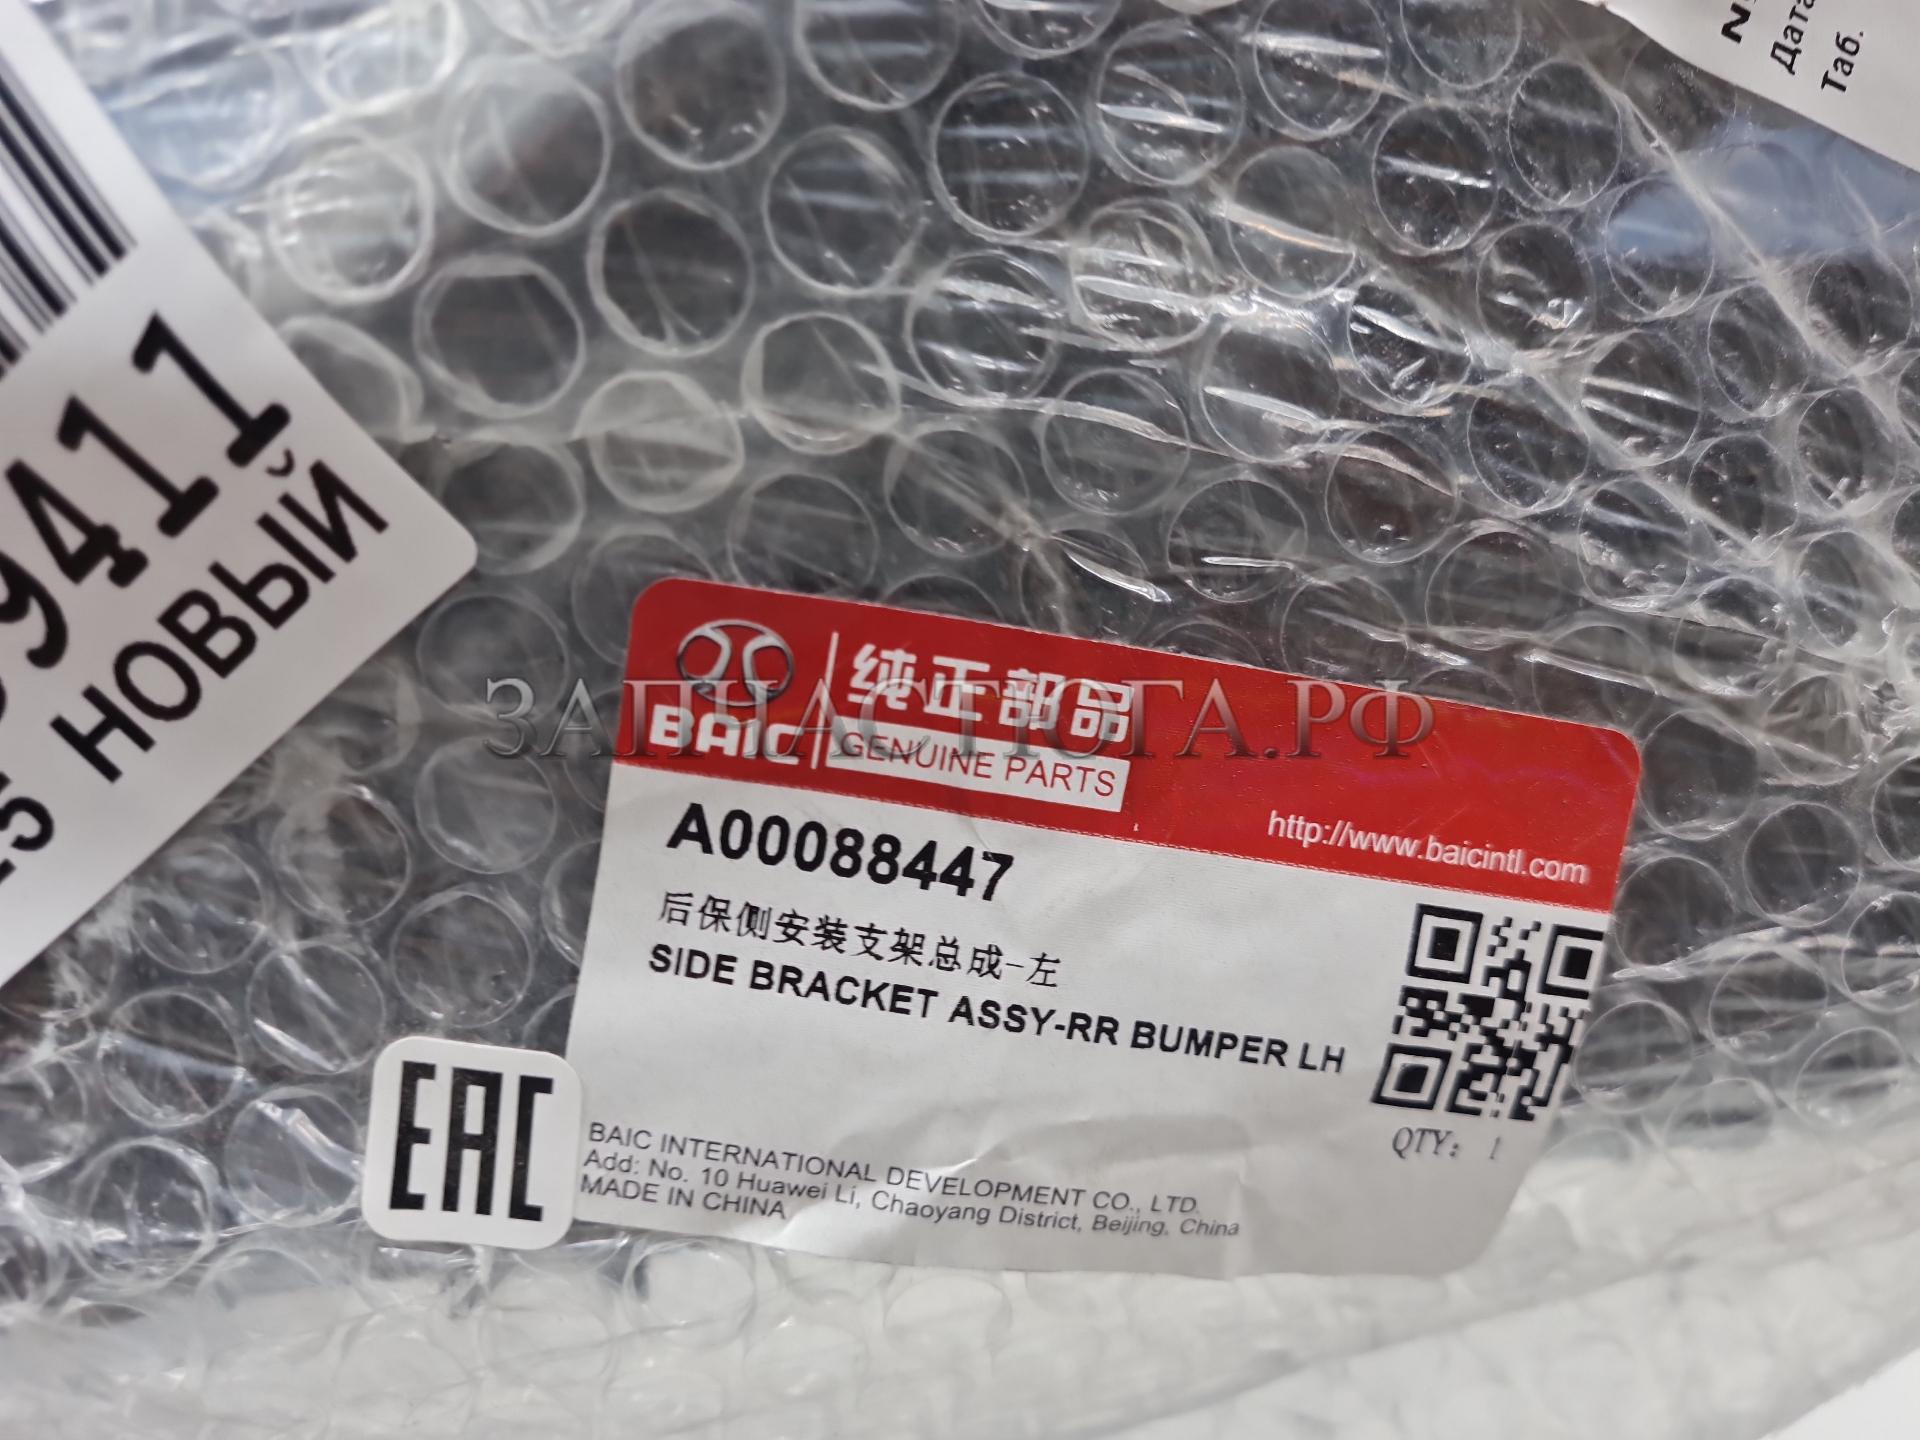 Дата
Таб.
9411
НОВЫЙ
ЗАПЧАСТЮГА.РФ
BAIC
纯正部品
GENUINE PARTS
http://www.baicintl.com
A00088447
后保侧安装支架总成-左
SIDE BRACKET ASSY-RR BUMPER LH
QTY: 1
EAC
BAIC INTERNATIONAL DEVELOPMENT CO., LTD.
Add: No. 10 Huawei Li, Chaoyang District, Beijing, China
MADE IN CHINA